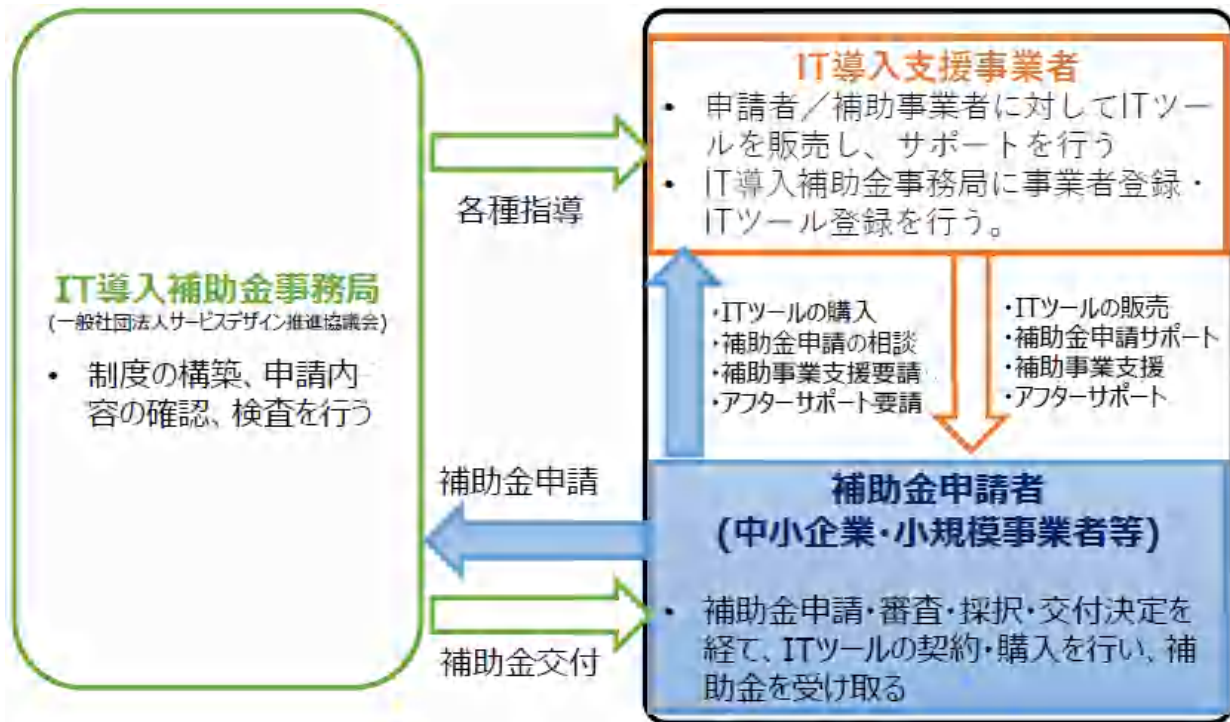 IT導入補助金事務局
(一般社団法人サービスデザイン推進協議会)
• 制度の構築、申請内
容の確認、検査を行う
各種指導
補助金申請
補助金交付
IT導入支援事業者
• 申請者／補助事業者に対してITツー
ルを販売し、サポートを行う
• IT導入補助金事務局に事業者登録・
ITツール登録を行う。
・ITツールの購入
・補助金申請の相談
・補助事業支援要請
・アフターサポート要請
・ITツールの販売
・補助金申請サポート
・補助事業支援
・アフターサポート
補助金申請者
(中小企業・小規模事業者等)
• 補助金申請・審査・採択・交付決定を
経て、ITツールの契約・購入を行い、補
助金を受け取る